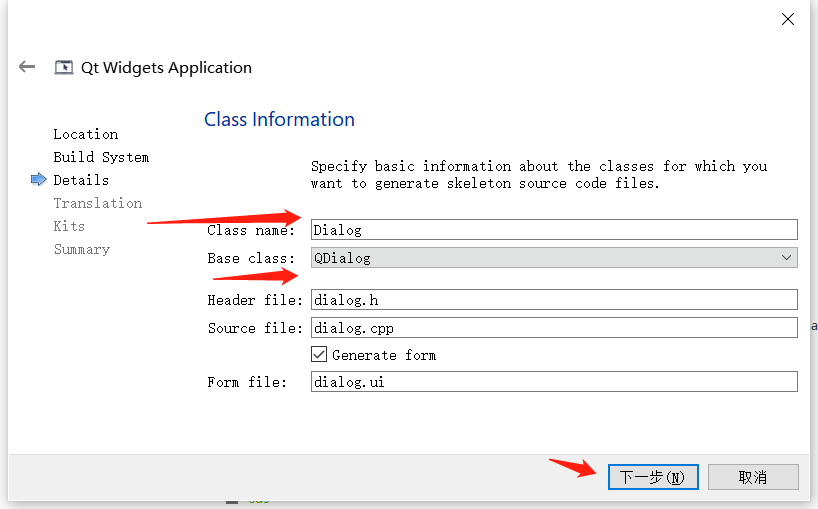 Qt Widgets Application
Class Information
Location
Build System
Details
Translation
Kits
Summary
Specify basic information about the classes for which you
want to generate skeleton source code files.
Class name: Dialog
Base class: QDialog
Header file: dialog.h
Source file: dialog.cpp
Generate form
Form file: dialog.ui
下一步(N) 取消